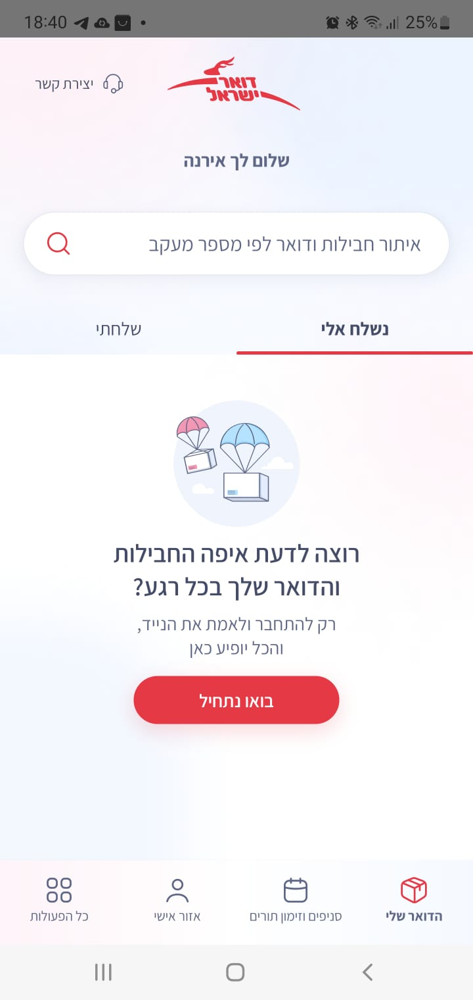 18:40
25%
דואר
ישראל
יצירת קשר
שלום לך אירנה
איתור חבילות ודואר לפי מספר מעקב
נשלח אלי
שלחתי
רוצה לדעת איפה החבילות
והדואר שלך בכל רגע?
רק להתחבר ולאמת את הנייד,
והכל יופיע כאן
בואו נתחיל
הדואר שלי
סניפים וזימון תורים
אזור אישי
כל הפעולות